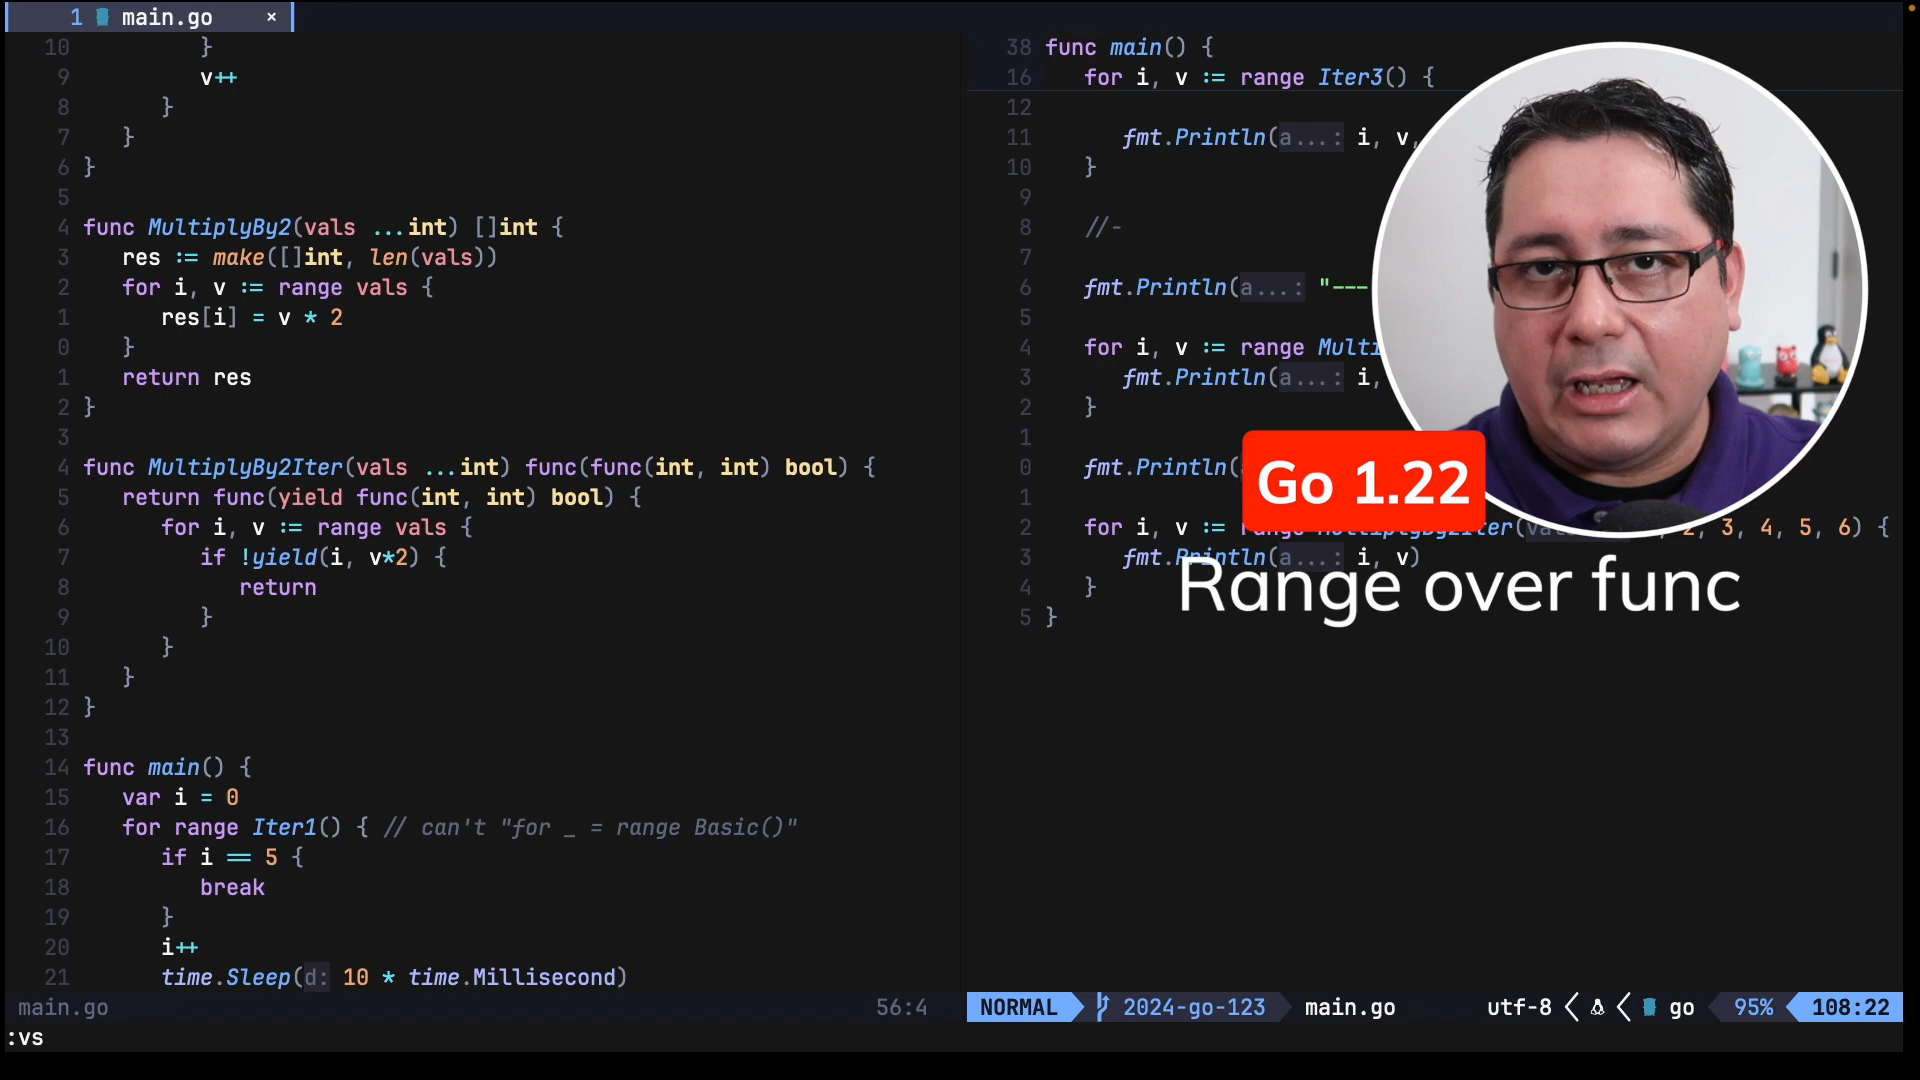 1 main.go ×
10 }
9 v++
8 }
7 }
6 }
5
4 func MultiplyBy2(vals ...int) []int {
3 res := make([]int, len(vals))
2 for i, v := range vals {
1 res[i] = v * 2
0 }
1 return res
2 }
3
4 func MultiplyBy2Iter(vals ...int) func(func(int, int) bool) {
5 return func(yield func(int, int) bool) {
6 for i, v := range vals {
7 if !yield(i, v*2) {
8 return
9 }
10 }
11 }
12 }
13
14 func main() {
15 var i = 0
16 for range Iter1() { // can't "for _ = range Basic()"
17 if i == 5 {
18 break
19 }
20 i++
21 time.Sleep(d: 10 * time.Millisecond)
main.go 56:4
:vs
38 func main() {
16 for i, v := range Iter3() {
12
11 fmt.Println(a...: i, v,
10 }
9
8 //-
7
6 fmt.Println(a...: "---
5
4 for i, v := range Multi
3 fmt.Println(a...: i,
2 }
1
0 fmt.Println(
1
2 for i, v := range MultiplyBy2Iter( 2, 3, 4, 5, 6) {
3 fmt.Println(a...: i, v)
4 }
5 }
Go 1.22
Range over func
NORMAL 2024-go-123 main.go utf-8 go 95% 108:22